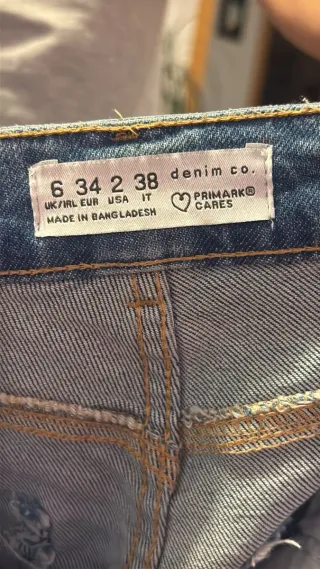 6 34 2 38 denim co.
UK/IRL EUR USA IT PRIMARK®
CARES
MADE IN BANGLADESH